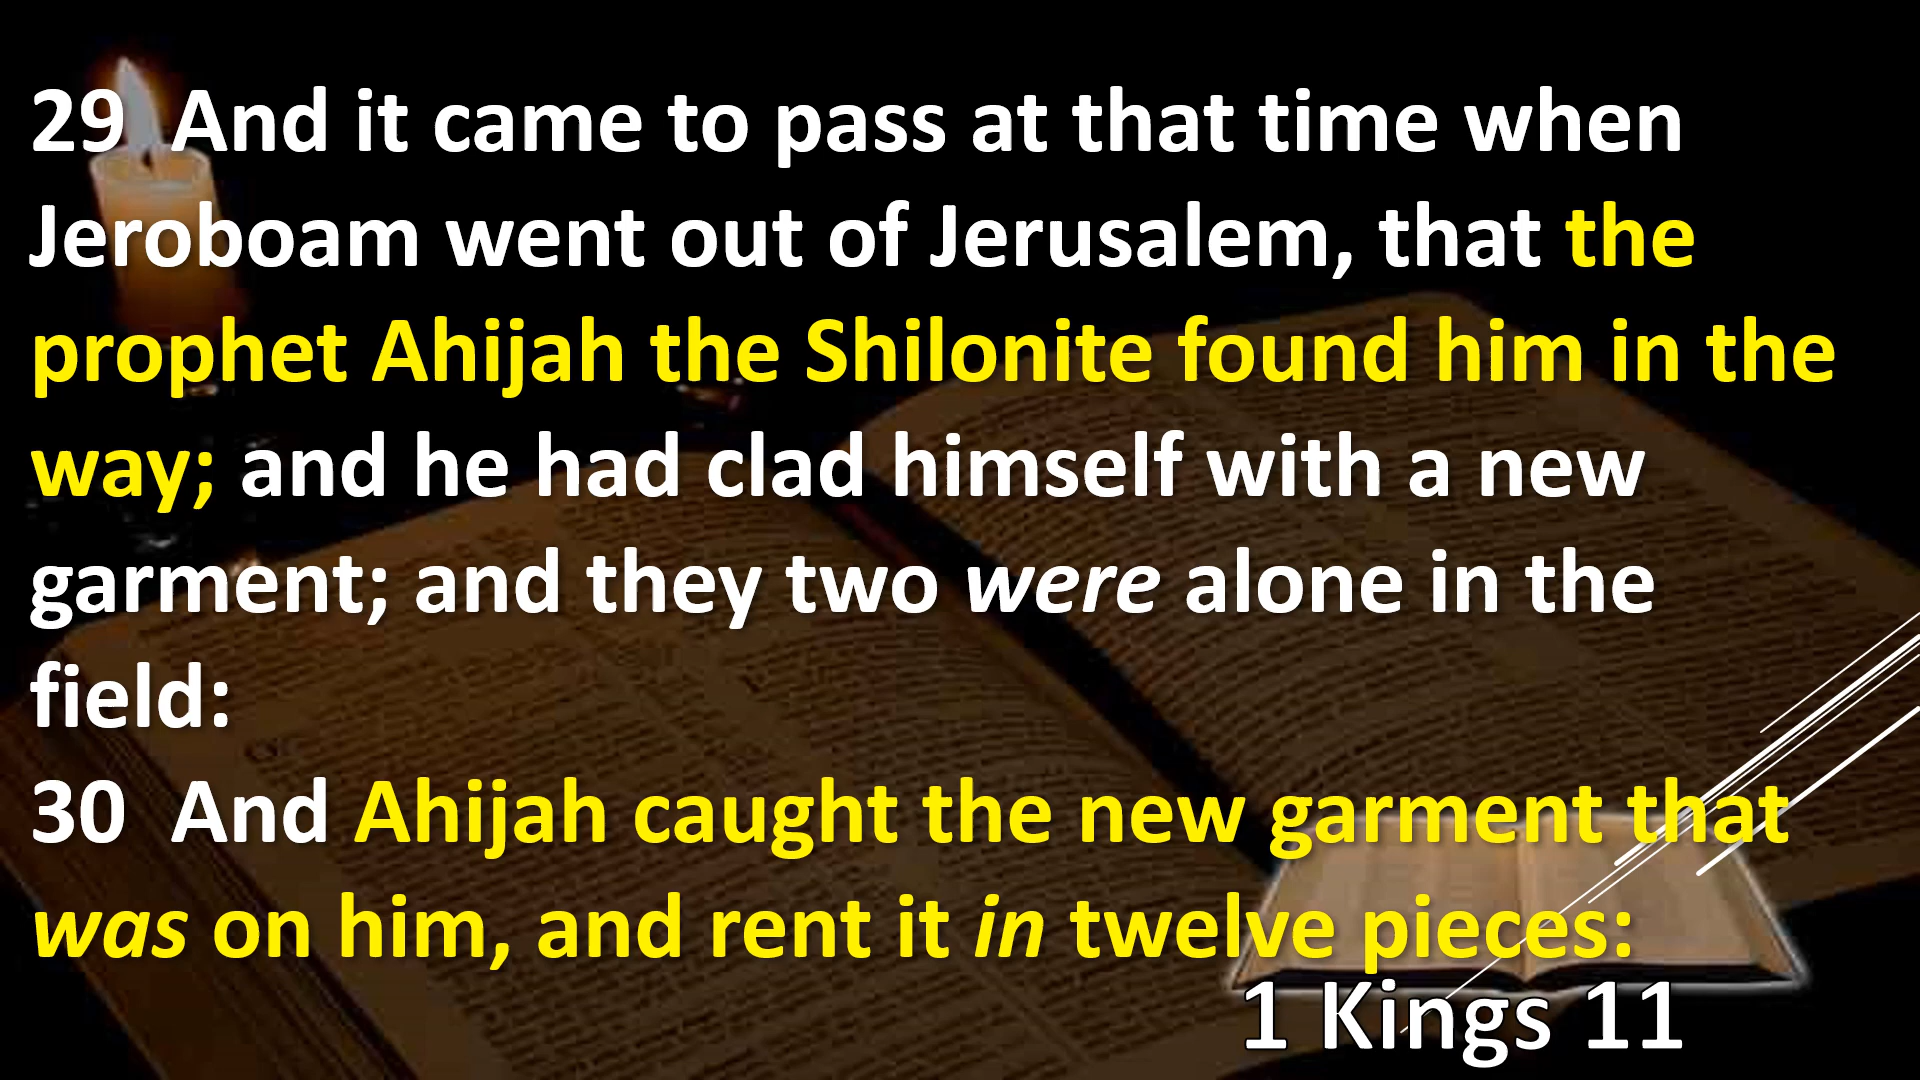 29  And it came to pass at that time when
Jeroboam went out of Jerusalem, that the
prophet Ahijah the Shilonite found him in the
way; and he had clad himself with a new
garment; and they two were alone in the
field:
30  And Ahijah caught the new garment that
was on him, and rent it in twelve pieces:
1 Kings 11